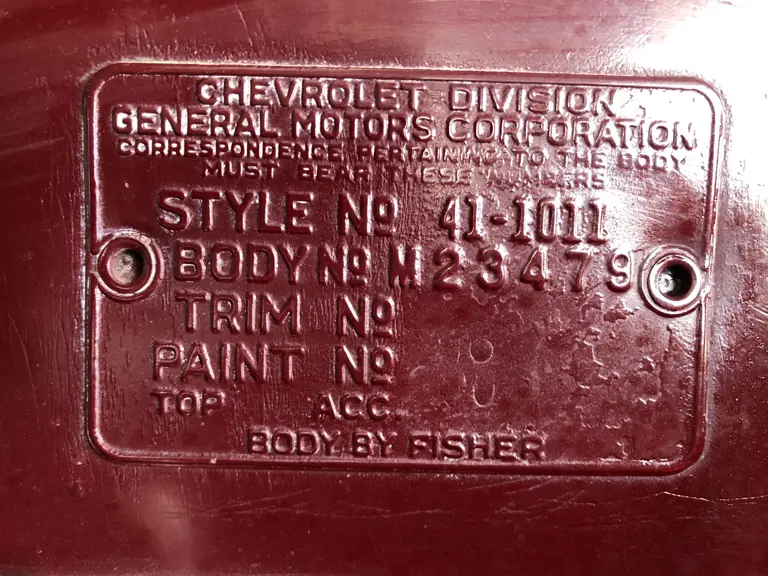 CHEVROLET DIVISION
GENERAL MOTORS CORPORATION
CORRESPONDENCE PERTAINING TO THE BODY
MUST BEAR THESE NUMBERS
STYLE Nº 41-1011
BODY Nº M23479
TRIM Nº
PAINT Nº
TOP ACC.
BODY BY FISHER